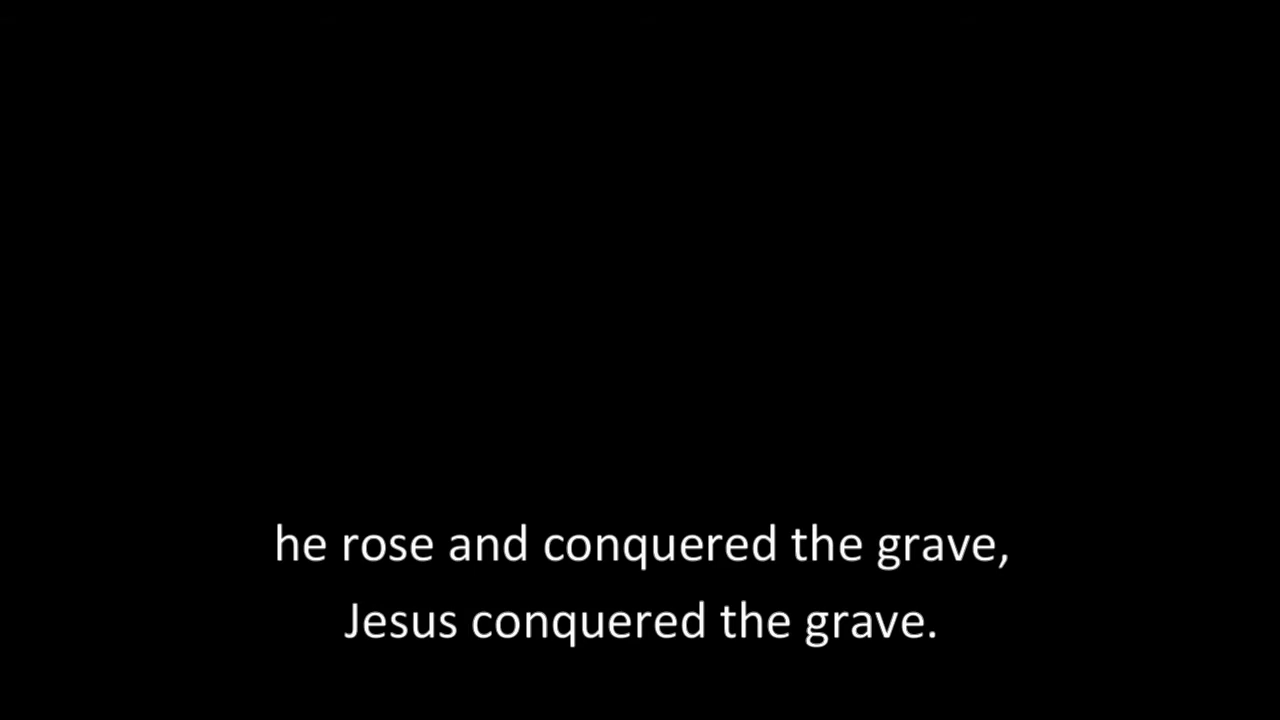 he rose and conquered the grave,
Jesus conquered the grave.